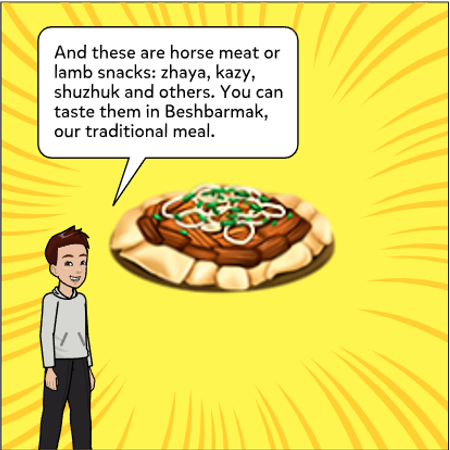 And these are horse meat or
lamb snacks: zhaya, kazy,
shuzhuk and others. You can
taste them in Beshbarmak,
our traditional meal.